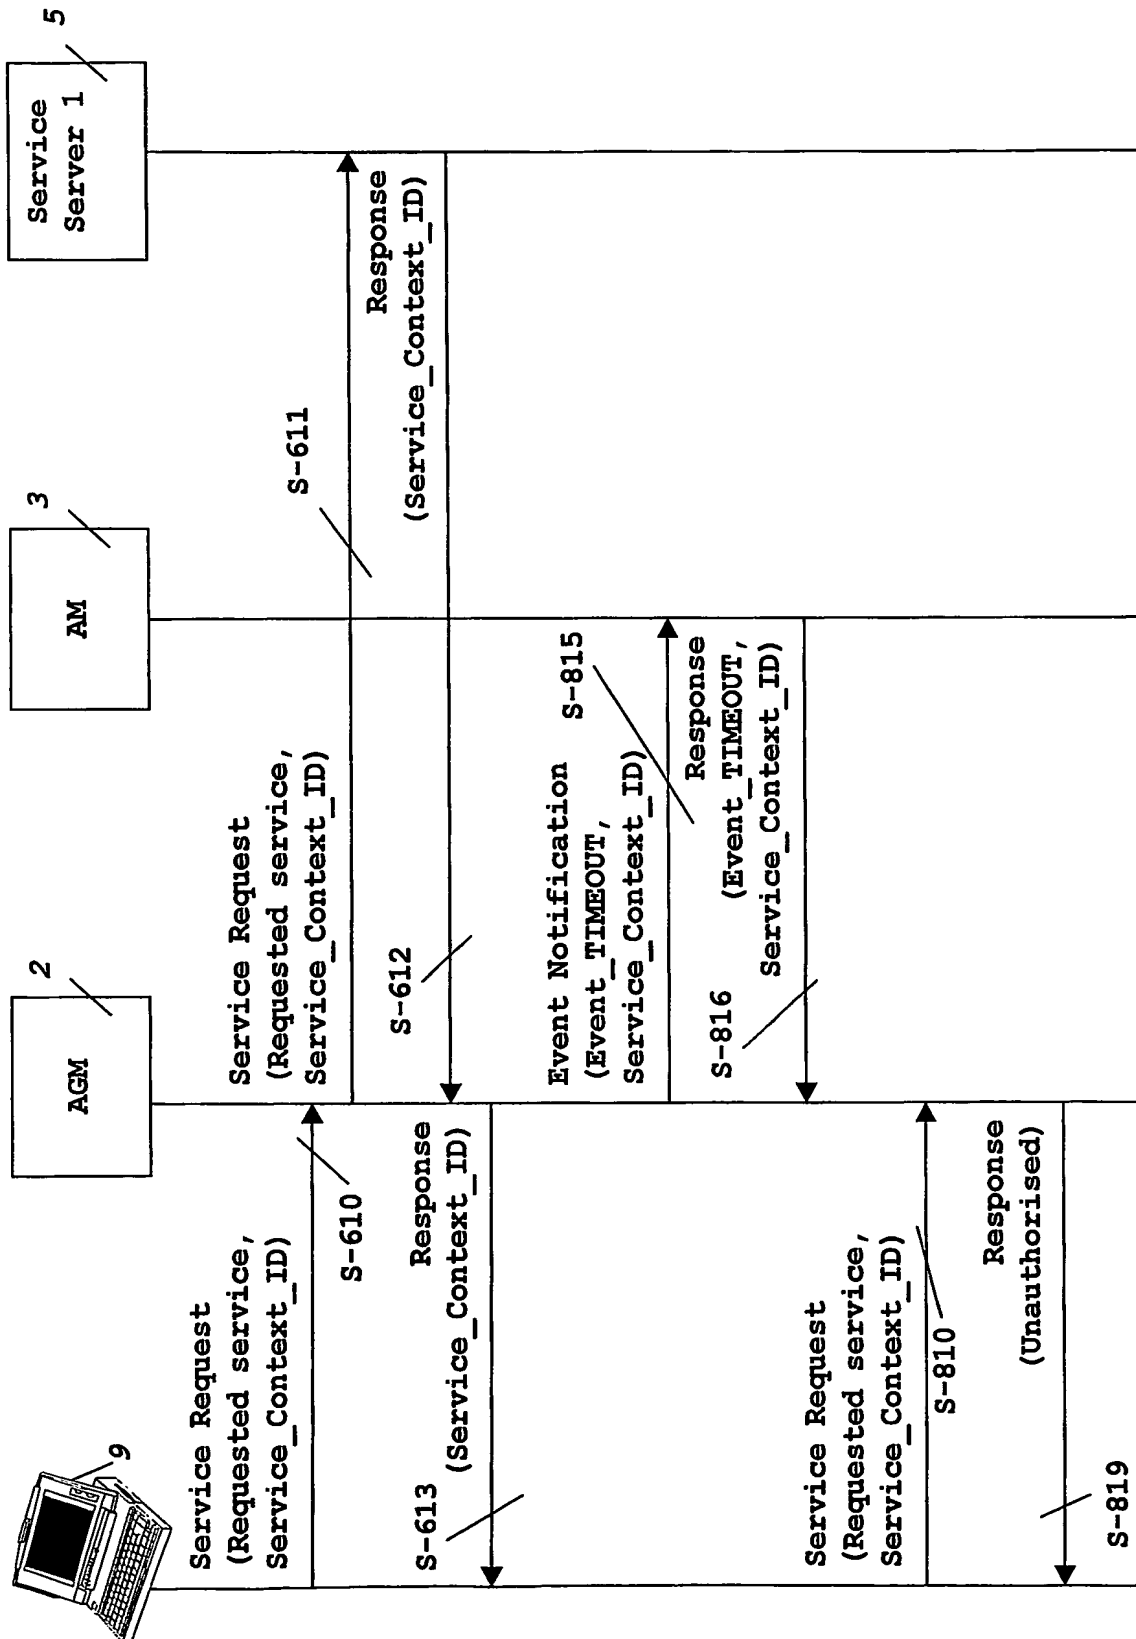 9
AGM
2
AM
3
Service
Server 1
5
Service Request
(Requested service,
Service_Context_ID)
S-610
Service Request
(Requested service,
Service_Context_ID)
S-611
Response
(Service_Context_ID)
S-612
Response
(Service_Context_ID)
S-613
Event Notification
(Event_TIMEOUT,
Service_Context_ID)
S-815
Response
(Event_TIMEOUT,
Service_Context_ID)
S-816
Service Request
(Requested service,
Service_Context_ID)
S-810
Response
(Unauthorised)
S-819